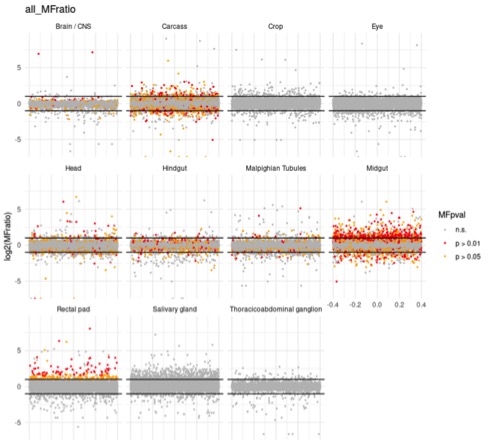 all_MFratio
Brain / CNS Carcass Crop Eye
5
0
-5
Head Hindgut Malpighian Tubules Midgut
5
0
-5
-0.4 -0.2 0.0 0.2 0.4
Rectal pad Salivary gland Thoracicoabdominal ganglion
5
0
-5
log2(MFratio)
MFpval
n.s.
p > 0.01
p > 0.05